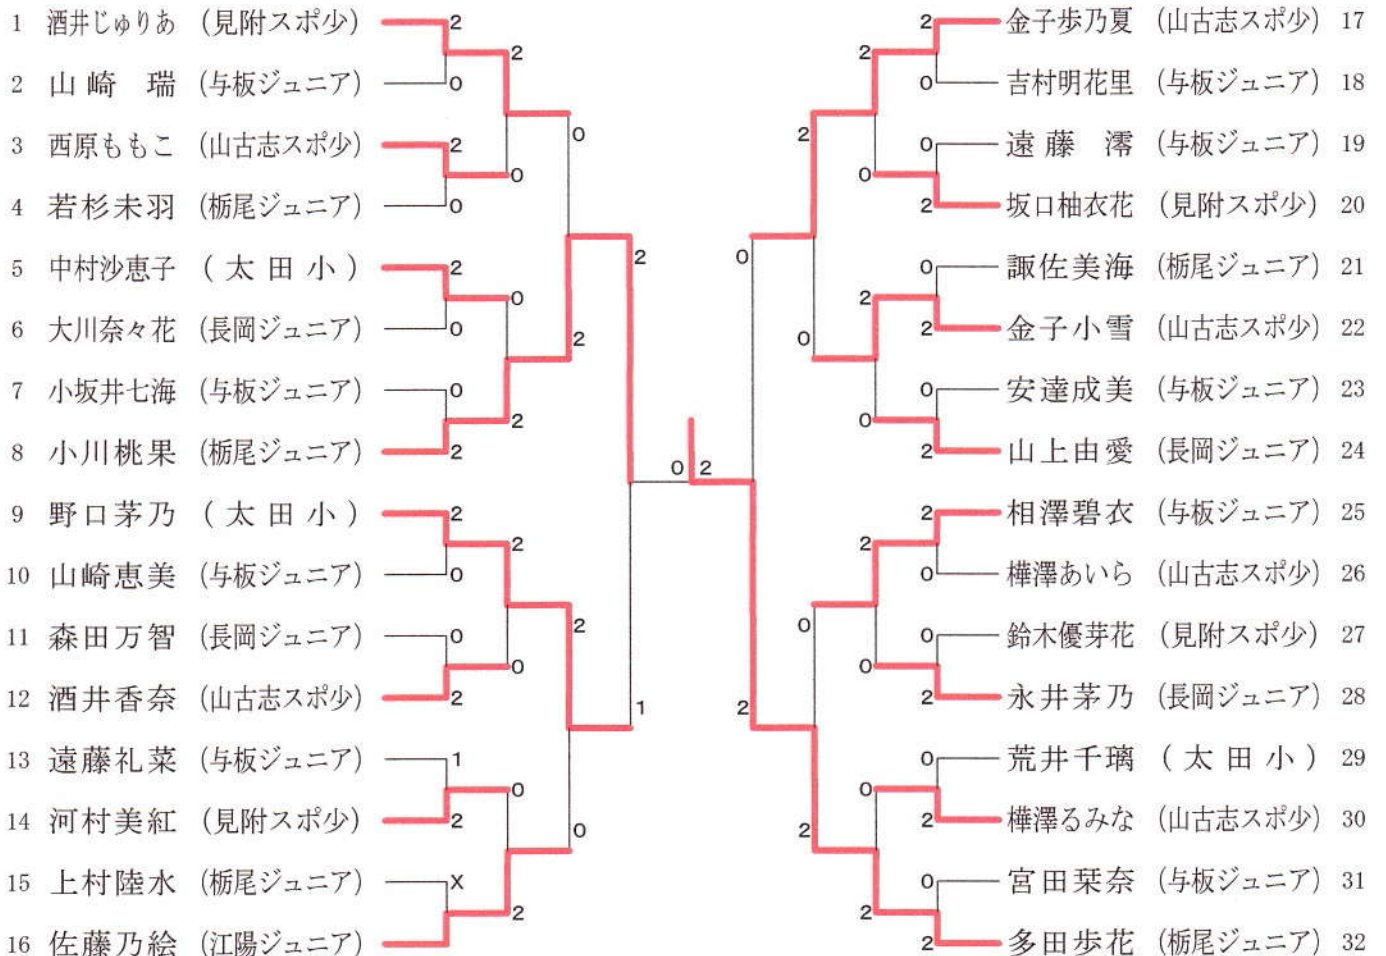 1 酒井じゅりあ (見附スポ少) 2
2
2 山崎 瑞 (与板ジュニア) 0
0
3 西原ももこ (山古志スポ少) 2
0
4 若杉未羽 (栃尾ジュニア) 0
2
5 中村沙恵子 (太田小) 2
0
6 大川奈々花 (長岡ジュニア) 0
2
7 小坂井七海 (与板ジュニア) 0
2
8 小川桃果 (栃尾ジュニア) 2
0 2
9 野口茅乃 (太田小) 2
2
10 山崎恵美 (与板ジュニア) 0
2
11 森田万智 (長岡ジュニア) 0
0
12 酒井香奈 (山古志スポ少) 2
1
13 遠藤礼菜 (与板ジュニア) 1
0
14 河村美紅 (見附スポ少) 2
0
15 上村陸水 (栃尾ジュニア) X
2
16 佐藤乃絵 (江陽ジュニア)
2 金子歩乃夏 (山古志スポ少) 17
2
0 吉村明花里 (与板ジュニア) 18
2
0 遠藤 澪 (与板ジュニア) 19
0
2 坂口柚衣花 (見附スポ少) 20
0
0 諏佐美海 (栃尾ジュニア) 21
2
2 金子小雪 (山古志スポ少) 22
0
0 安達成美 (与板ジュニア) 23
0
2 山上由愛 (長岡ジュニア) 24
2 相澤碧衣 (与板ジュニア) 25
2
0 樺澤あいら (山古志スポ少) 26
0
0 鈴木優芽花 (見附スポ少) 27
0
2 永井茅乃 (長岡ジュニア) 28
2
0 荒井千璃 (太田小) 29
0
2 樺澤るみな (山古志スポ少) 30
2
0 宮田栞奈 (与板ジュニア) 31
2
2 多田歩花 (栃尾ジュニア) 32